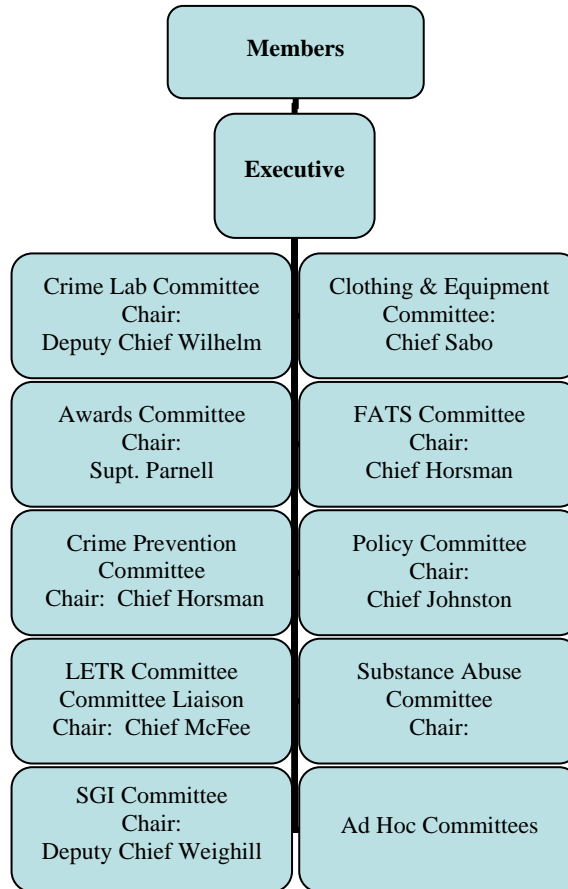 Members
Executive
Crime Lab Committee
Chair:
Deputy Chief Wilhelm
Clothing & Equipment
Committee:
Chief Sabo
Awards Committee
Chair:
Supt. Parnell
FATS Committee
Chair:
Chief Horsman
Crime Prevention
Committee
Chair:  Chief Horsman
Policy Committee
Chair:
Chief Johnston
LETR Committee
Committee Liaison
Chair:  Chief McFee
Substance Abuse
Committee
Chair:
SGI Committee
Chair:
Deputy Chief Weighill
Ad Hoc Committees